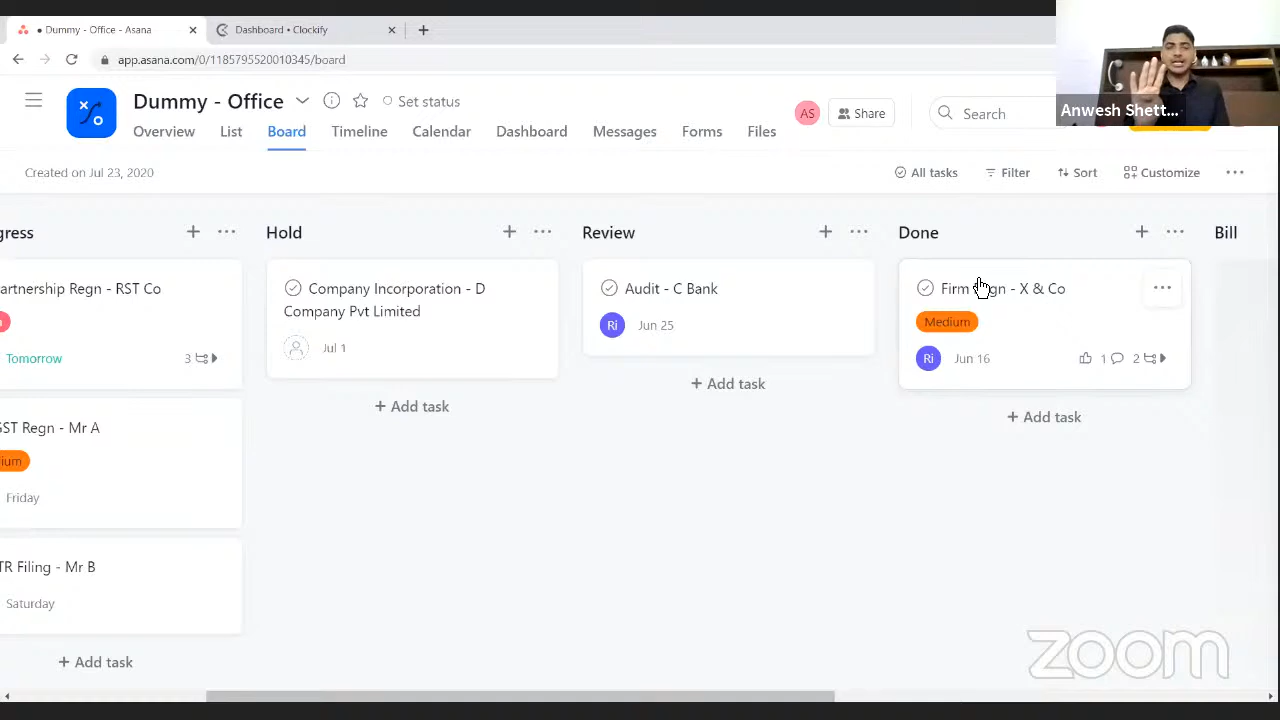 Dummy - Office - Asana
Dashboard • Clockify
app.asana.com/0/1185795520010345/board
Anwesh Shett...
Dummy - Office
Set status
Overview
List
Board
Timeline
Calendar
Dashboard
Messages
Forms
Files
AS
Share
Search
Created on Jul 23, 2020
All tasks
Filter
Sort
Customize
gress
Hold
Review
Done
Bill
artnership Regn - RST Co
Tomorrow
3
GST Regn - Mr A
ium
Friday
TR Filing - Mr B
Saturday
+ Add task
Company Incorporation - D
Company Pvt Limited
Jul 1
+ Add task
Audit - C Bank
Ri
Jun 25
+ Add task
Firm Regn - X & Co
Medium
Ri
Jun 16
1
2
+ Add task
zoom